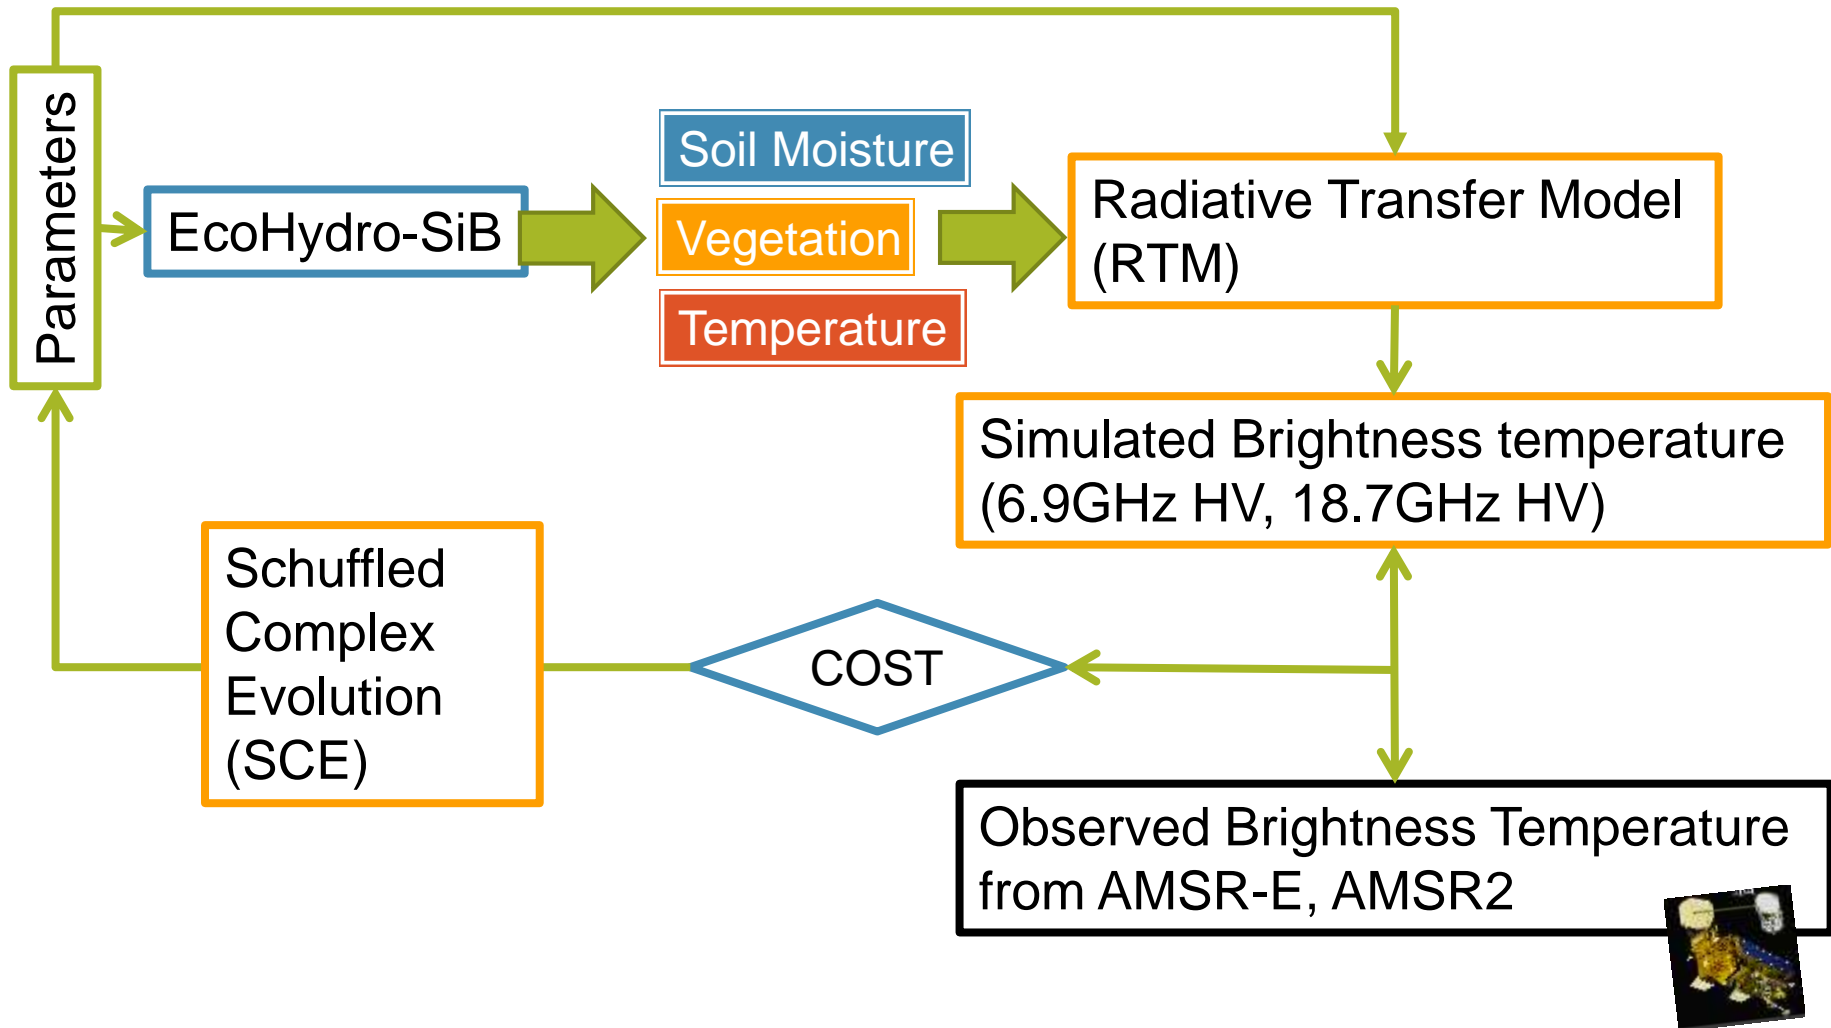 Parameters
EcoHydro-SiB
Soil Moisture
Vegetation
Temperature
Radiative Transfer Model
(RTM)
Simulated Brightness temperature
(6.9GHz HV, 18.7GHz HV)
Schuffled
Complex
Evolution
(SCE)
COST
Observed Brightness Temperature
from AMSR-E, AMSR2